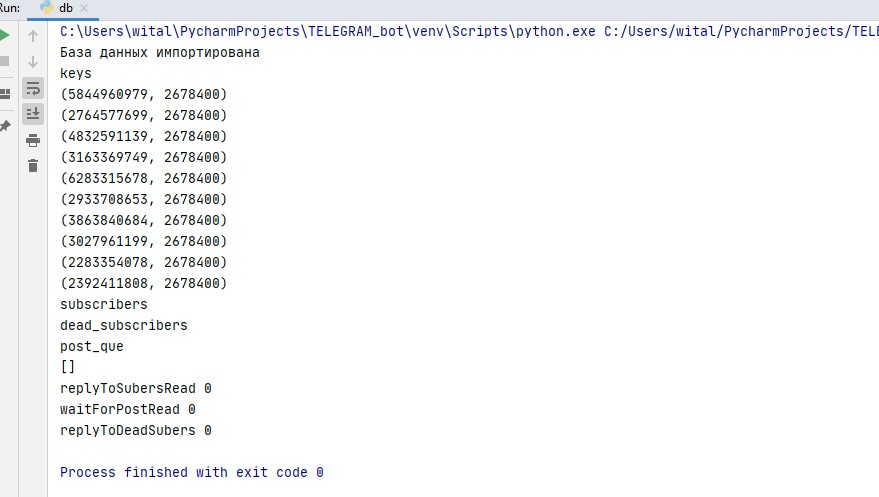 Run:
db
C:\Users\wital\PycharmProjects\TELEGRAM_bot\venv\Scripts\python.exe C:/Users/wital/PycharmProjects/TELE
База данных импортирована
keys
(5844960979, 2678400)
(2764577699, 2678400)
(4832591139, 2678400)
(3163369749, 2678400)
(6283315678, 2678400)
(2933708653, 2678400)
(3863840684, 2678400)
(3027961199, 2678400)
(2283354078, 2678400)
(2392411808, 2678400)
subscribers
dead_subscribers
post_que
[]
replyToSubersRead 0
waitForPostRead 0
replyToDeadSubers 0
Process finished with exit code 0